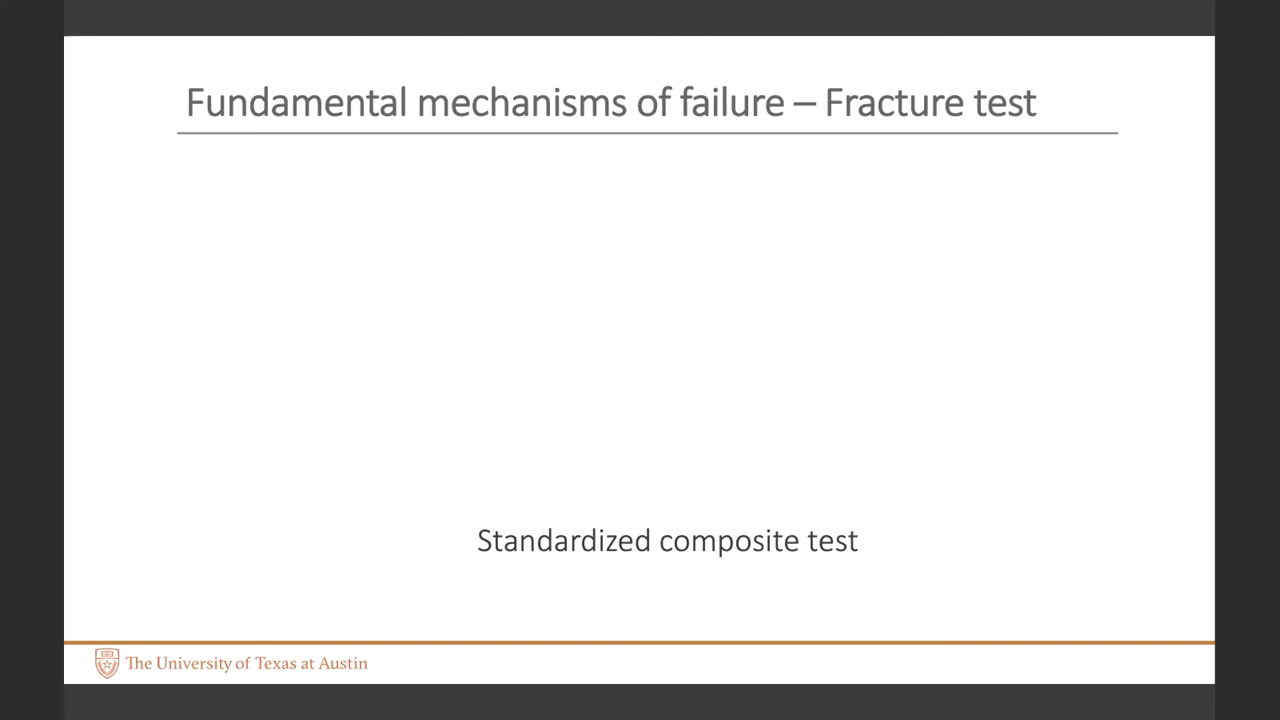 Fundamental mechanisms of failure – Fracture test
Standardized composite test
The University of Texas at Austin